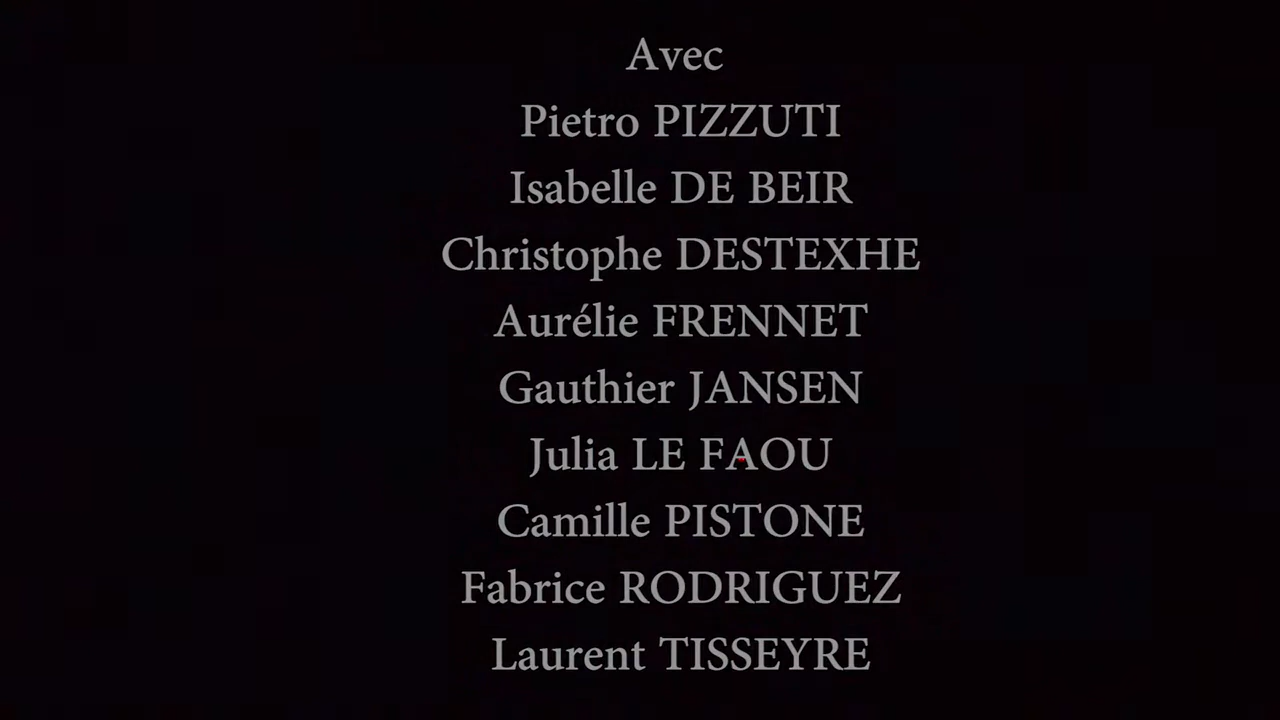 Avec
Pietro PIZZUTI
Isabelle DE BEIR
Christophe DESTEXHE
Aurélie FRENNET
Gauthier JANSEN
Julia LE FAOU
Camille PISTONE
Fabrice RODRIGUEZ
Laurent TISSEYRE